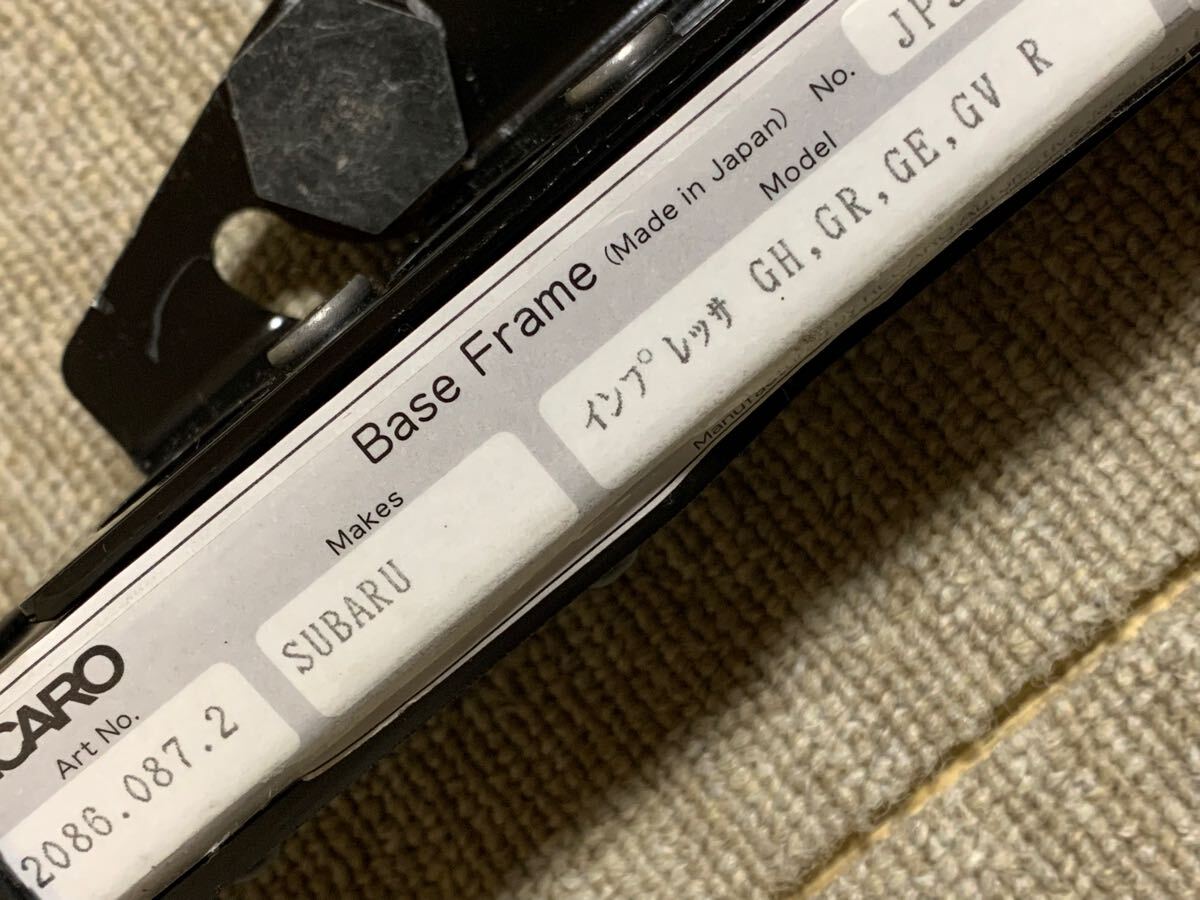 CARO
Base Frame (Made in Japan) No. JPS
Art No. Makes Model
2086.087.2 SUBARU インプレッサ GH,GR,GE,GV R